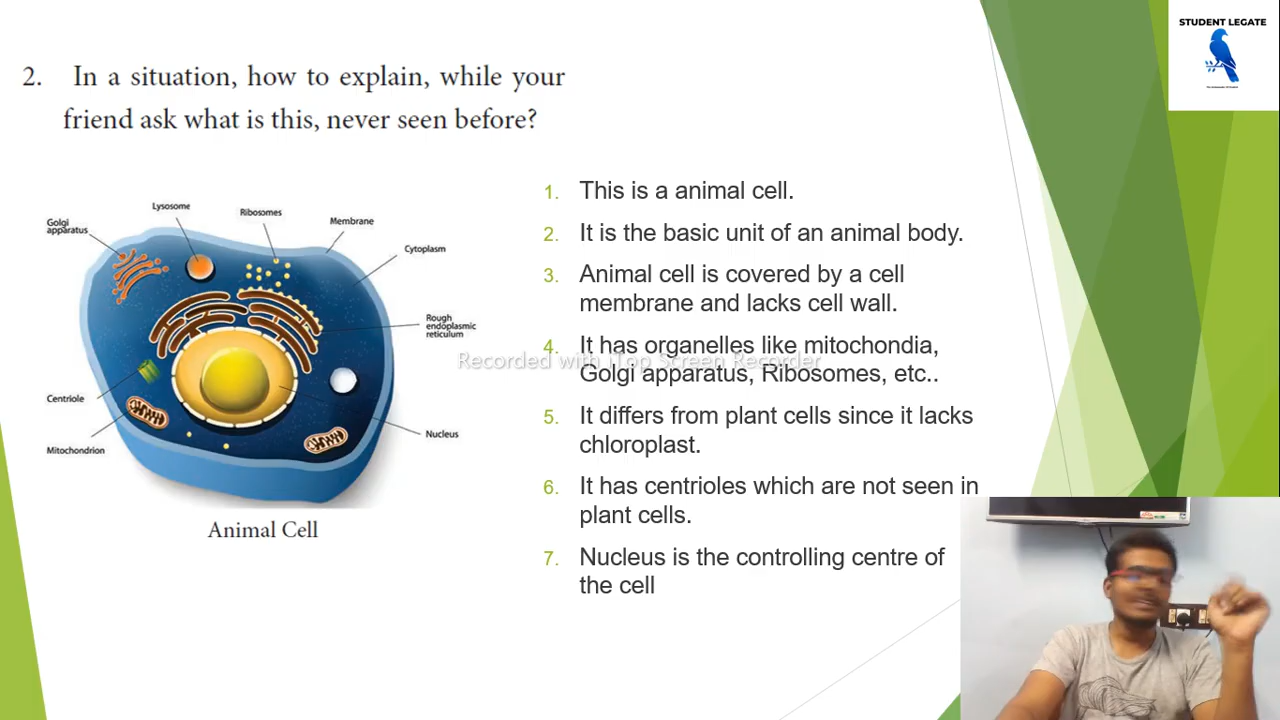 STUDENT LEGATE
2. In a situation, how to explain, while your
friend ask what is this, never seen before?
Golgi
apparatus
Lysosome
Ribosomes
Membrane
Cytoplasm
Rough
endoplasmic
reticulum
Centriole
Mitochondrion
Nucleus
Animal Cell
1. This is a animal cell.
2. It is the basic unit of an animal body.
3. Animal cell is covered by a cell
membrane and lacks cell wall.
4. It has organelles like mitochondia,
Golgi apparatus, Ribosomes, etc..
5. It differs from plant cells since it lacks
chloroplast.
6. It has centrioles which are not seen in
plant cells.
7. Nucleus is the controlling centre of
the cell
Recorded with iTop Screen Recorder